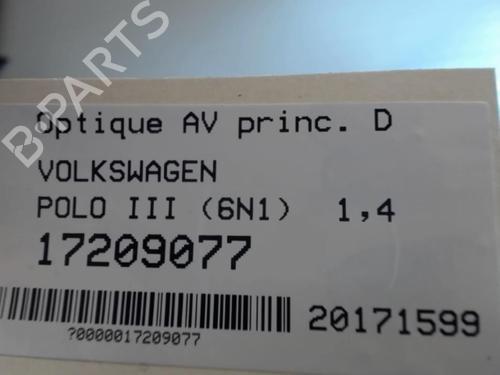 B-PARTS
Optique AV princ. D
VOLKSWAGEN
POLO III (6N1) 1,4
17209077
20171599
?0000017209077